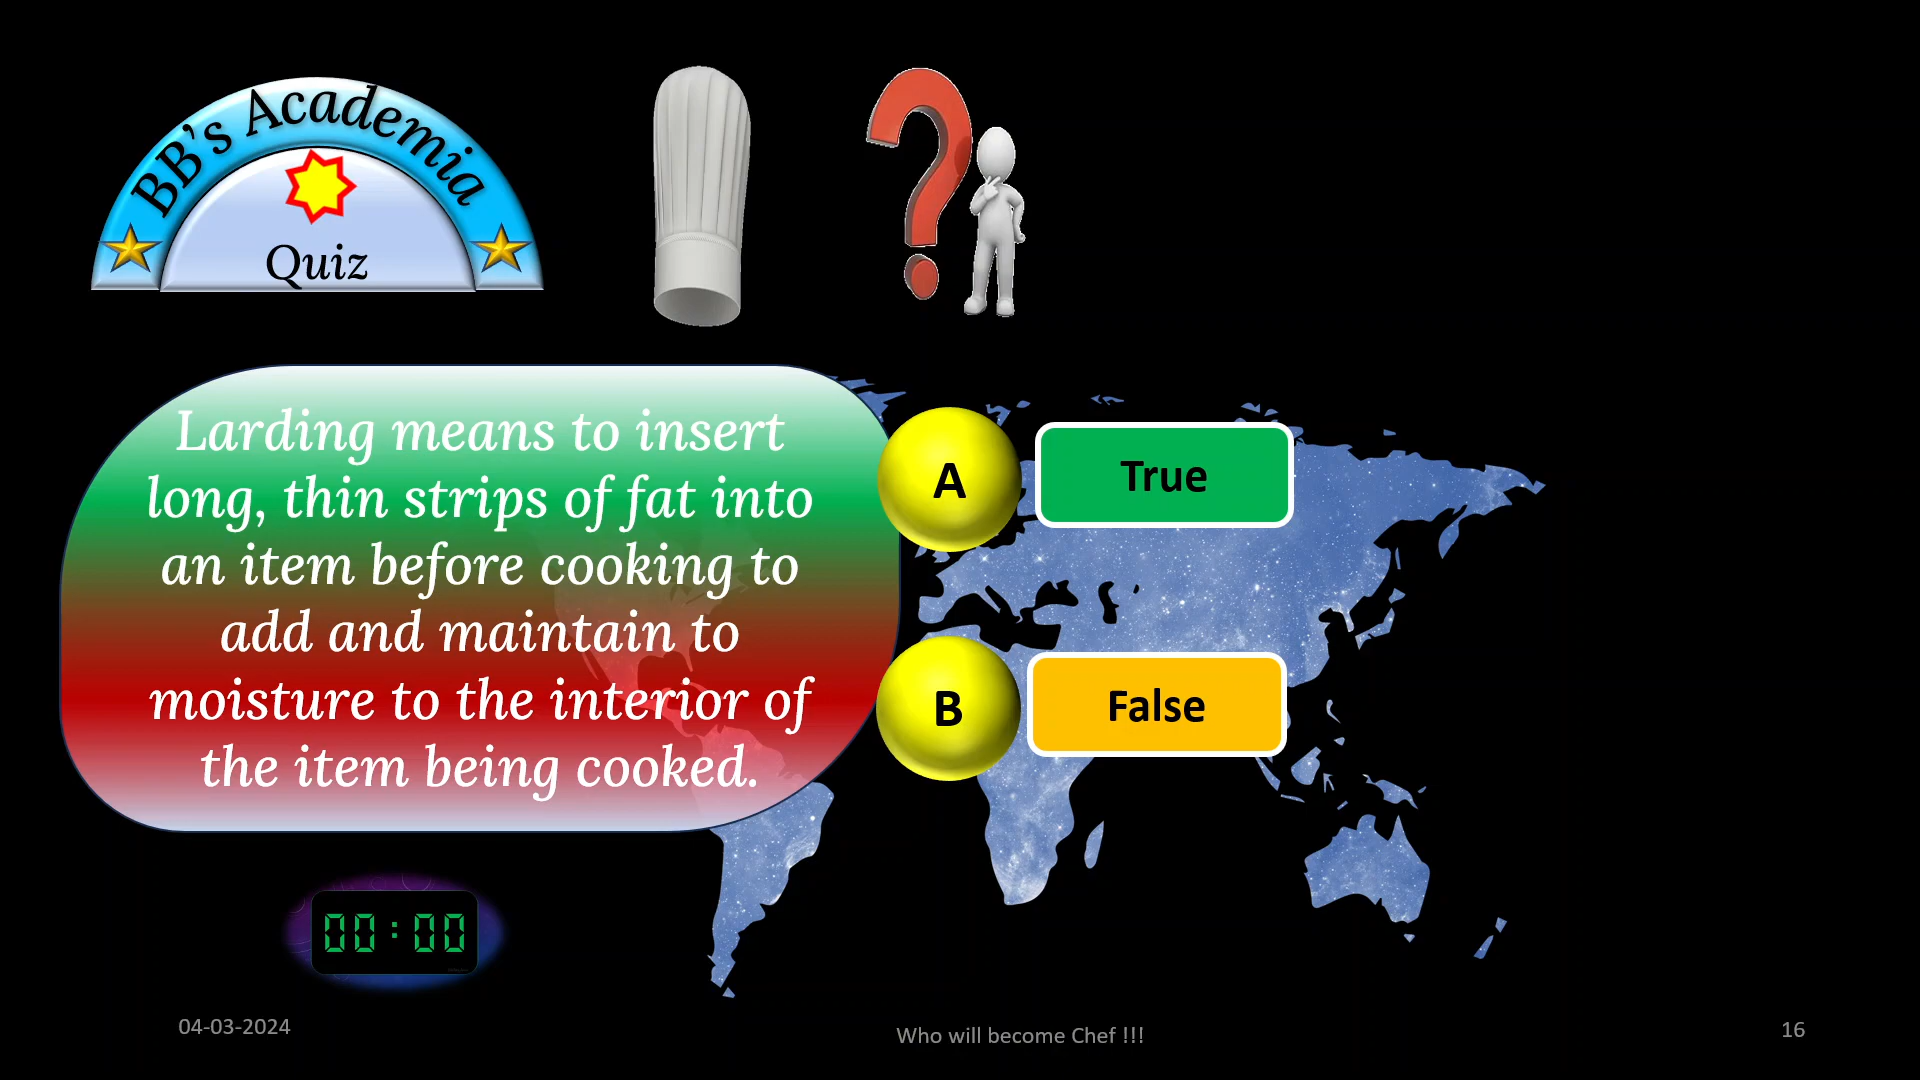 BB's Academia
Quiz
Larding means to insert
long, thin strips of fat into
an item before cooking to
add and maintain to
moisture to the interior of
the item being cooked.
A
True
B
False
00:00
04-03-2024
Who will become Chef !!!
16